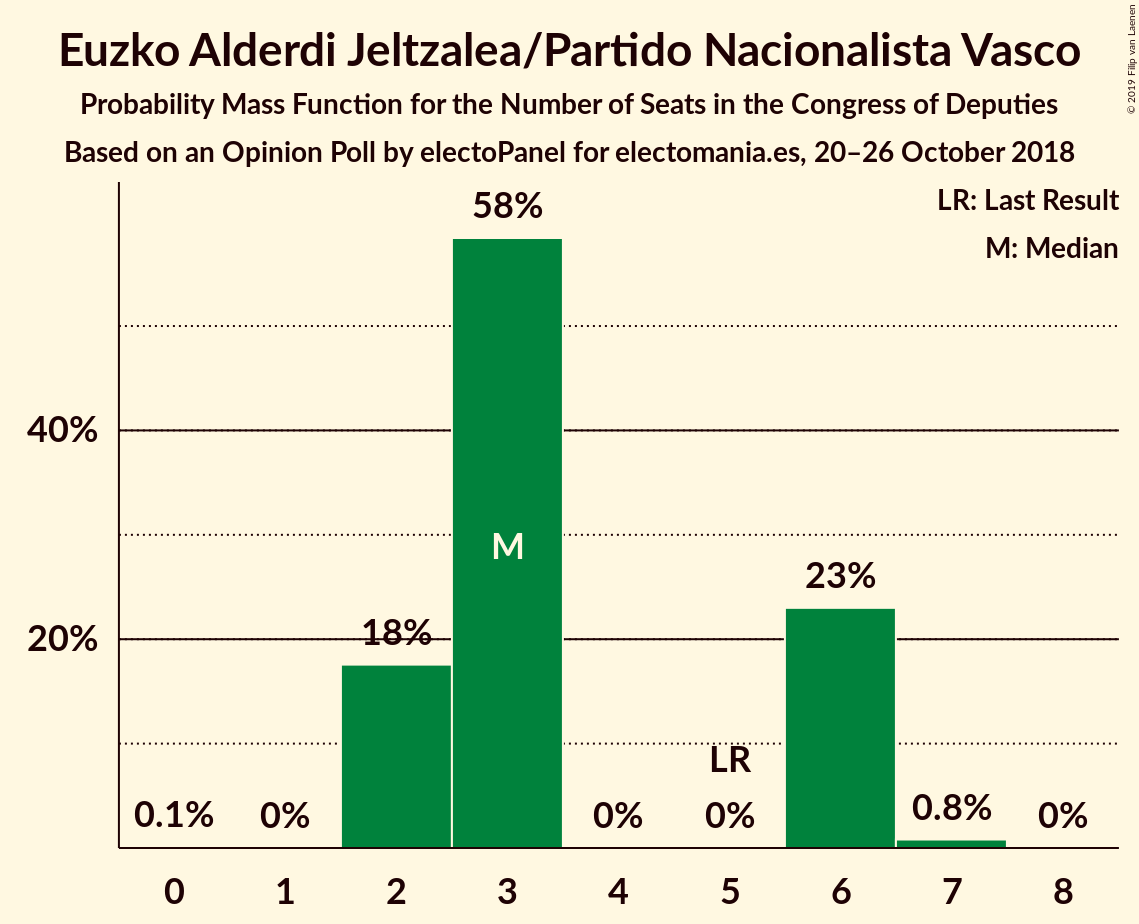 Euzko Alderdi Jeltzalea/Partido Nacionalista Vasco
Probability Mass Function for the Number of Seats in the Congress of Deputies
Based on an Opinion Poll by electoPanel for electomania.es, 20–26 October 2018
© 2019 Filip van Laenen
LR: Last Result
M: Median
58%
40%
M
23%
20%
18%
LR
0.1%
0%
0%
0%
0.8%
0%
0
1
2
3
4
5
6
7
8